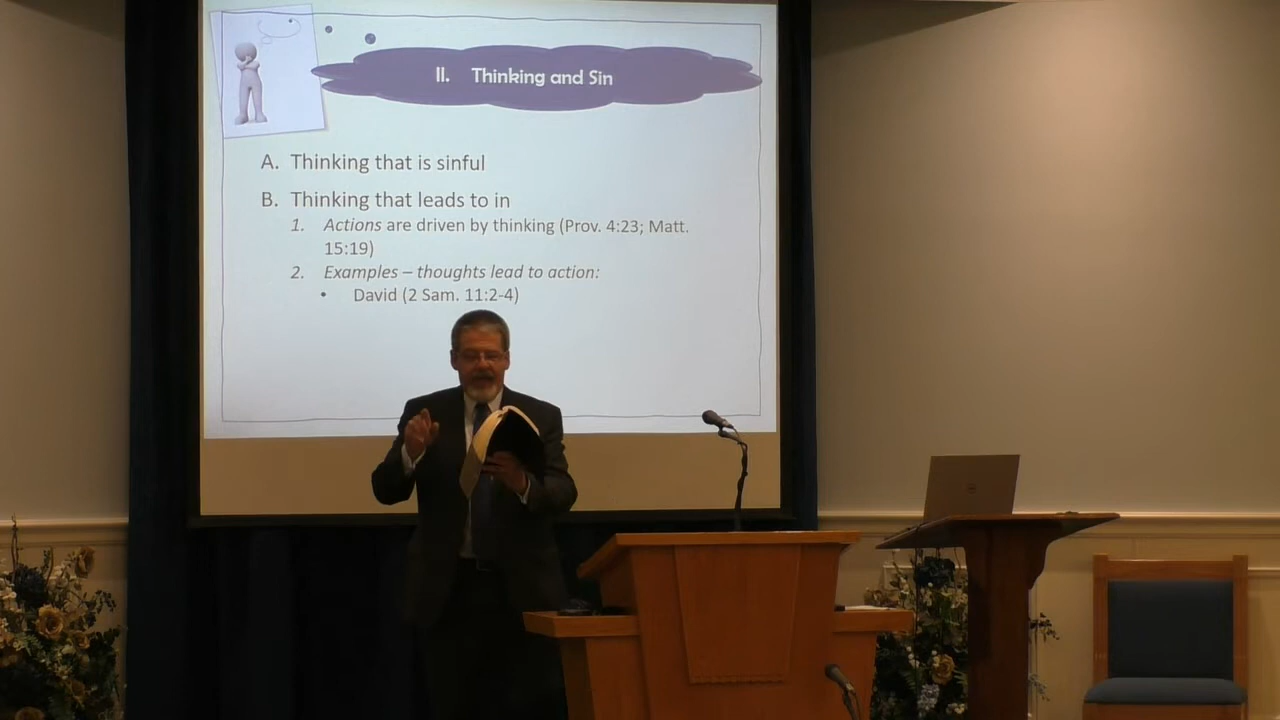 II. Thinking and Sin
A. Thinking that is sinful
B. Thinking that leads to in
1. Actions are driven by thinking (Prov. 4:23; Matt.
15:19)
2. Examples – thoughts lead to action:
• David (2 Sam. 11:2-4)